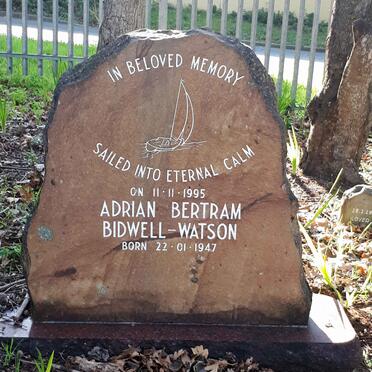 IN BELOVED MEMORY
SAILED INTO ETERNAL CALM
ON 11·11·1995
ADRIAN BERTRAM
BIDWELL-WATSON
BORN 22·01·1947